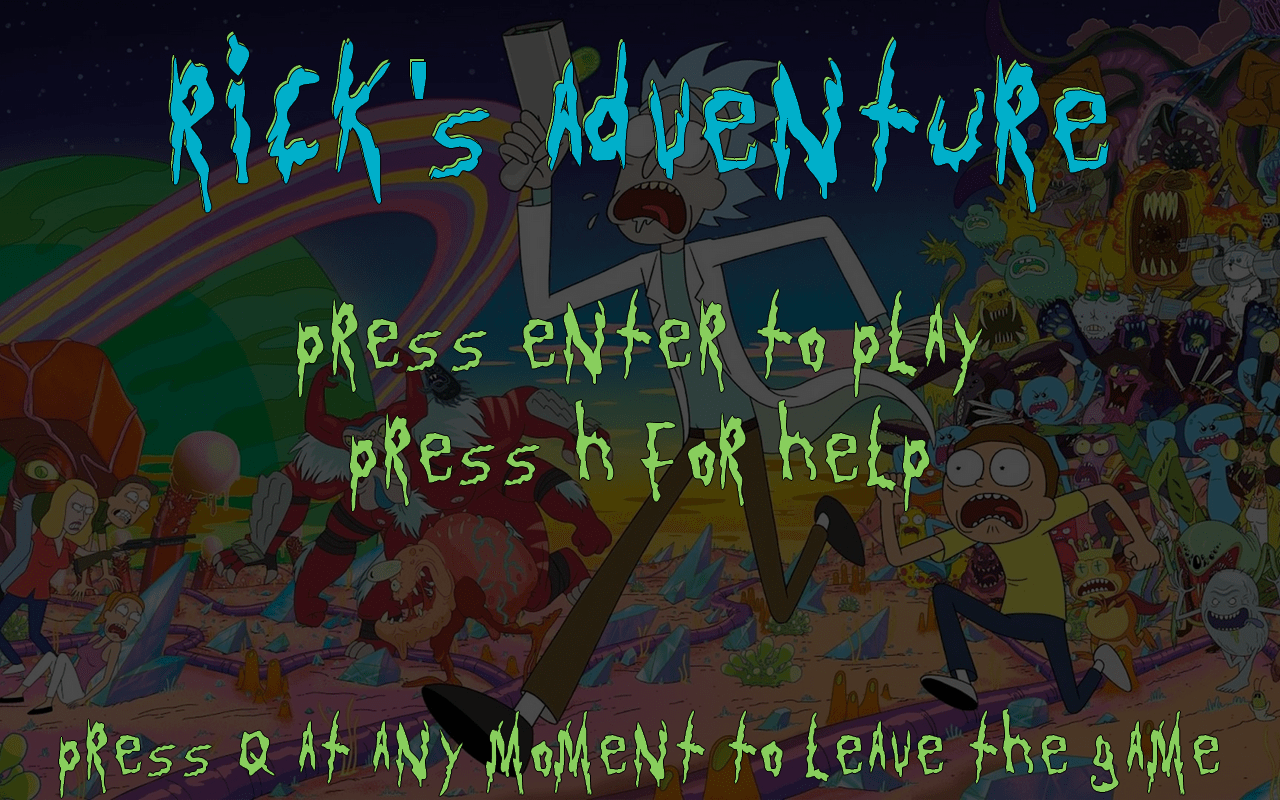 Rick's Adventure
press enter to play
press h for help
press Q at any moment to leave the game